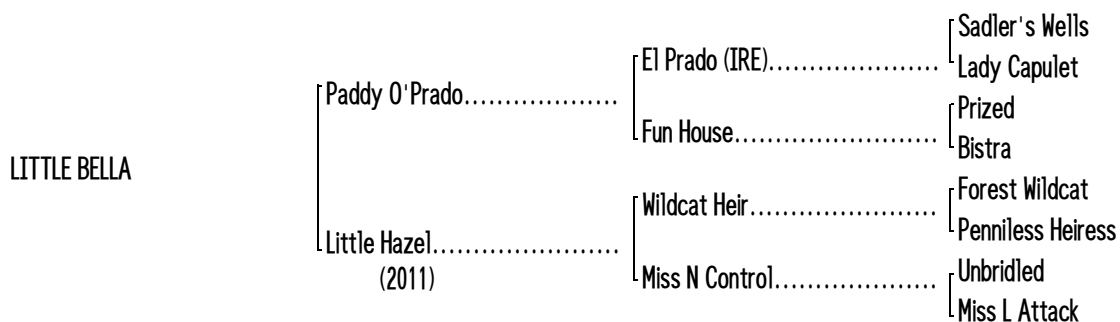 Sadler's Wells
El Prado (IRE).....................
Lady Capulet
Paddy O'Prado...................
Prized
Fun House.........................
Bistra
LITTLE BELLA
Forest Wildcat
Wildcat Heir.......................
Penniless Heiress
Little Hazel.......................
(2011)
Unbridled
Miss N Control....................
Miss L Attack